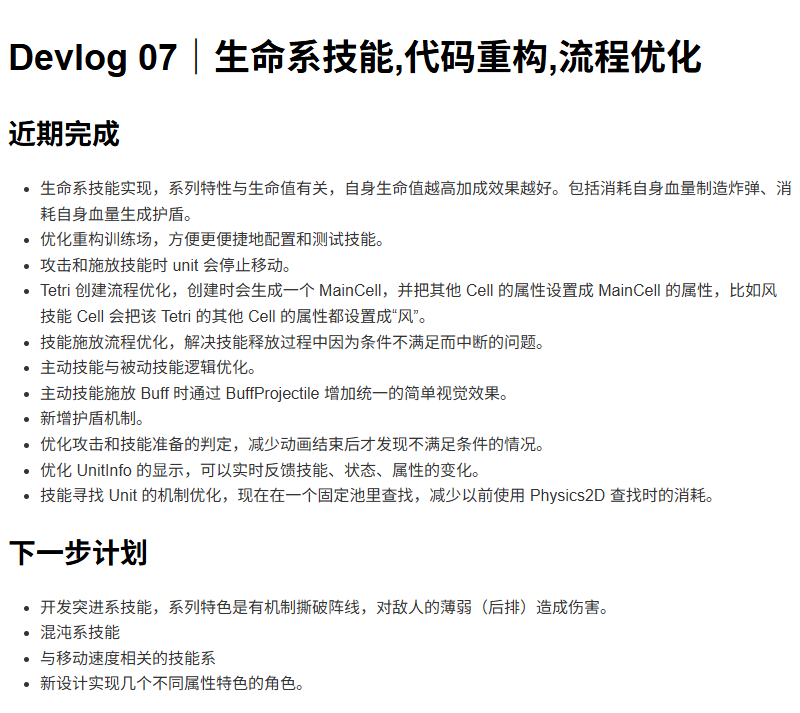 Devlog 07｜生命系技能,代码重构,流程优化
近期完成
生命系技能实现，系列特性与生命值有关，自身生命值越高加成效果越好。包括消耗自身血量制造炸弹、消
耗自身血量生成护盾。
优化重构训练场，方便更便捷地配置和测试技能。
攻击和施放技能时 unit 会停止移动。
Tetri 创建流程优化，创建时会生成一个 MainCell，并把其他 Cell 的属性设置成 MainCell 的属性，比如风
技能 Cell 会把该 Tetri 的其他 Cell 的属性都设置成“风”。
技能施放流程优化，解决技能释放过程中因为条件不满足而中断的问题。
主动技能与被动技能逻辑优化。
主动技能施放 Buff 时通过 BuffProjectile 增加统一的简单视觉效果。
新增护盾机制。
优化攻击和技能准备的判定，减少动画结束后才发现不满足条件的情况。
优化 UnitInfo 的显示，可以实时反馈技能、状态、属性的变化。
技能寻找 Unit 的机制优化，现在在一个固定池里查找，减少以前使用 Physics2D 查找时的消耗。
下一步计划
开发突进系技能，系列特色是有机制撕破阵线，对敌人的薄弱（后排）造成伤害。
混沌系技能
与移动速度相关的技能系
新设计实现几个不同属性特色的角色。